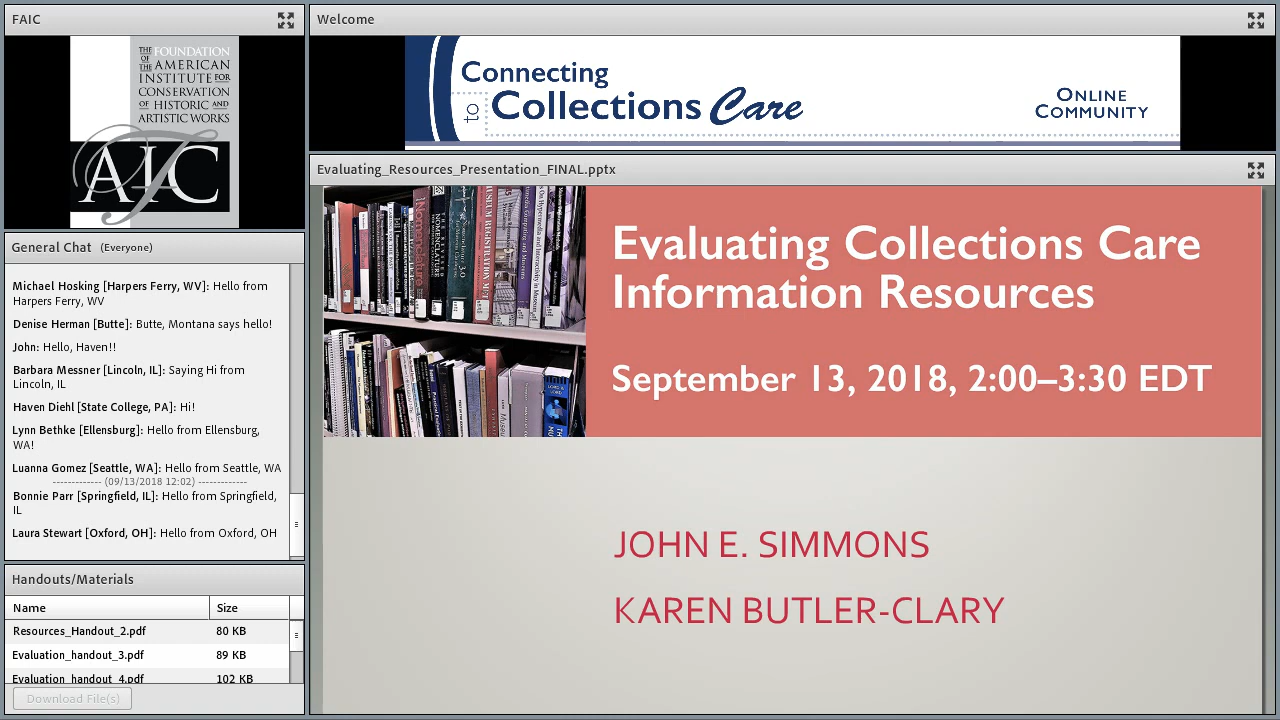 FAIC
THE FOUNDATION
OF THE AMERICAN
INSTITUTE FOR
CONSERVATION
OF HISTORIC AND
ARTISTIC WORKS
AIC
General Chat (Everyone)
Michael Hosking [Harpers Ferry, WV]: Hello from
Harpers Ferry, WV
Denise Herman [Butte]: Butte, Montana says hello!
John: Hello, Haven!!
Barbara Messner [Lincoln, IL]: Saying Hi from
Lincoln, IL
Haven Diehl [State College, PA]: Hi!
Lynn Bethke [Ellensburg]: Hello from Ellensburg,
WA!
Luanna Gomez [Seattle, WA]: Hello from Seattle, WA
------------- (09/13/2018 12:02) -------------
Bonnie Parr [Springfield, IL]: Hello from Springfield,
IL
Laura Stewart [Oxford, OH]: Hello from Oxford, OH
Handouts/Materials
Name Size
Resources_Handout_2.pdf 80 KB
Evaluation_handout_3.pdf 89 KB
Evaluation_handout_4.pdf 102 KB
Download File(s)
Welcome
Connecting
to Collections Care
ONLINE
COMMUNITY
Evaluating_Resources_Presentation_FINAL.pptx
NOMENCLATURE
MUSEUM REGISTRATION
Evaluating Collections Care
Information Resources
September 13, 2018, 2:00–3:30 EDT
JOHN E. SIMMONS
KAREN BUTLER-CLARY